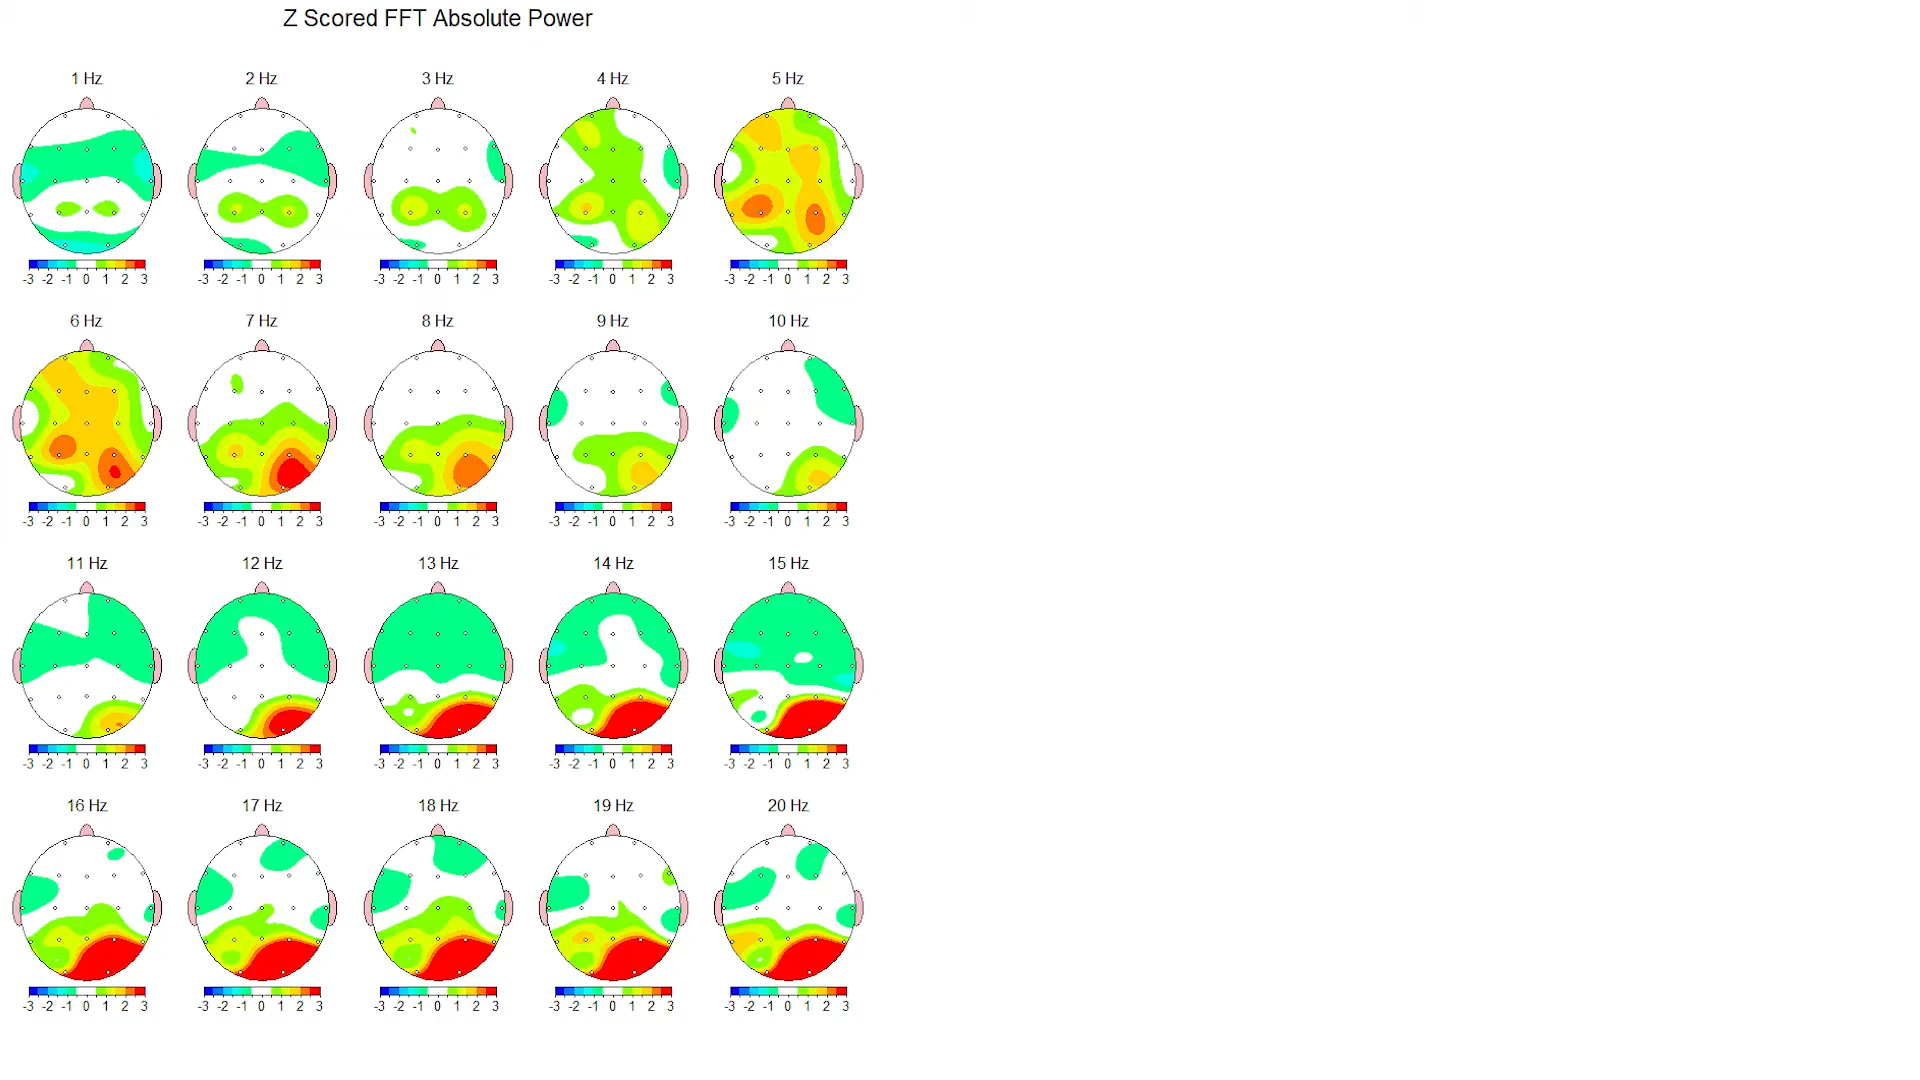 Z Scored FFT Absolute Power
1 Hz 2 Hz 3 Hz 4 Hz 5 Hz
-3 -2 -1 0 1 2 3 -3 -2 -1 0 1 2 3 -3 -2 -1 0 1 2 3 -3 -2 -1 0 1 2 3 -3 -2 -1 0 1 2 3
6 Hz 7 Hz 8 Hz 9 Hz 10 Hz
-3 -2 -1 0 1 2 3 -3 -2 -1 0 1 2 3 -3 -2 -1 0 1 2 3 -3 -2 -1 0 1 2 3 -3 -2 -1 0 1 2 3
11 Hz 12 Hz 13 Hz 14 Hz 15 Hz
-3 -2 -1 0 1 2 3 -3 -2 -1 0 1 2 3 -3 -2 -1 0 1 2 3 -3 -2 -1 0 1 2 3 -3 -2 -1 0 1 2 3
16 Hz 17 Hz 18 Hz 19 Hz 20 Hz
-3 -2 -1 0 1 2 3 -3 -2 -1 0 1 2 3 -3 -2 -1 0 1 2 3 -3 -2 -1 0 1 2 3 -3 -2 -1 0 1 2 3